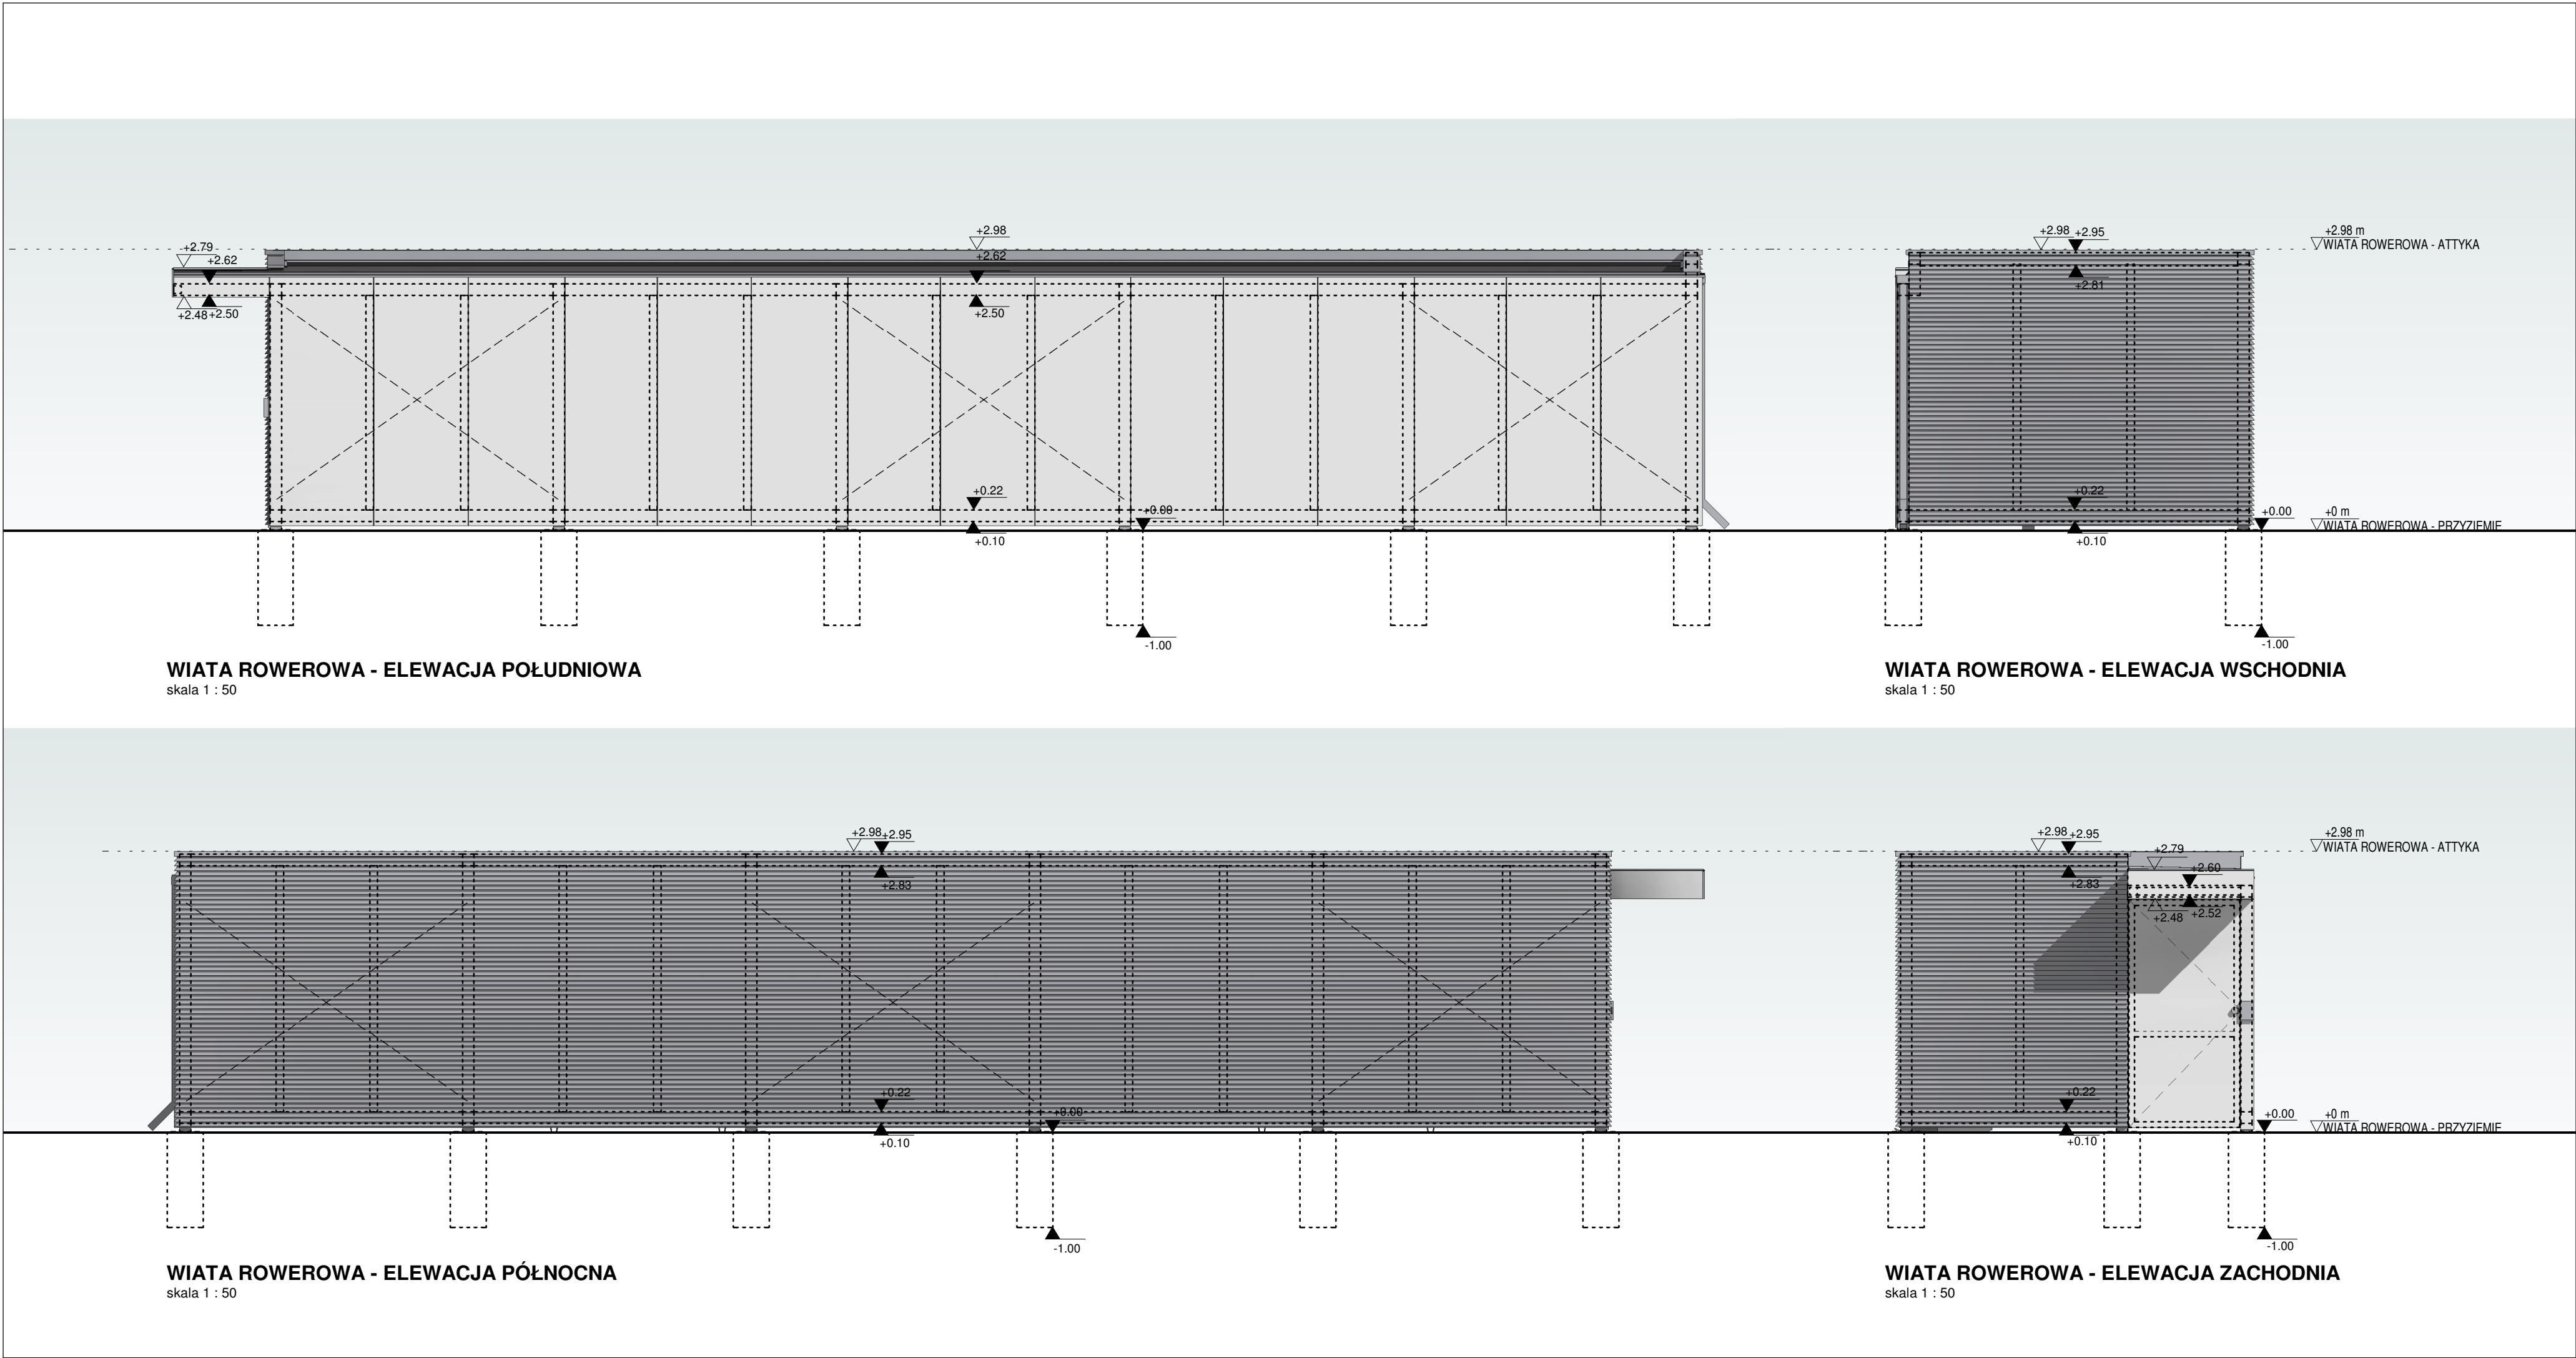 +2.79
+2.62
+2.48 +2.50
+2.98
+2.62
+2.50
+0.22
+0.10
+0.00
-1.00
WIATA ROWEROWA - ELEWACJA POŁUDNIOWA
skala 1 : 50
+2.98 +2.95
+2.81
+0.22
+0.10
+0.00
-1.00
+2.98 m
WIATA ROWEROWA - ATTYKA
+0 m
WIATA ROWEROWA - PRZYZIEMIE
WIATA ROWEROWA - ELEWACJA WSCHODNIA
skala 1 : 50
+2.98 +2.95
+2.83
+0.22
+0.10
+0.00
-1.00
WIATA ROWEROWA - ELEWACJA PÓŁNOCNA
skala 1 : 50
+2.98 +2.95
+2.83
+2.79
+2.60
+2.48
+2.52
+0.22
+0.10
+0.00
-1.00
+2.98 m
WIATA ROWEROWA - ATTYKA
+0 m
WIATA ROWEROWA - PRZYZIEMIE
WIATA ROWEROWA - ELEWACJA ZACHODNIA
skala 1 : 50